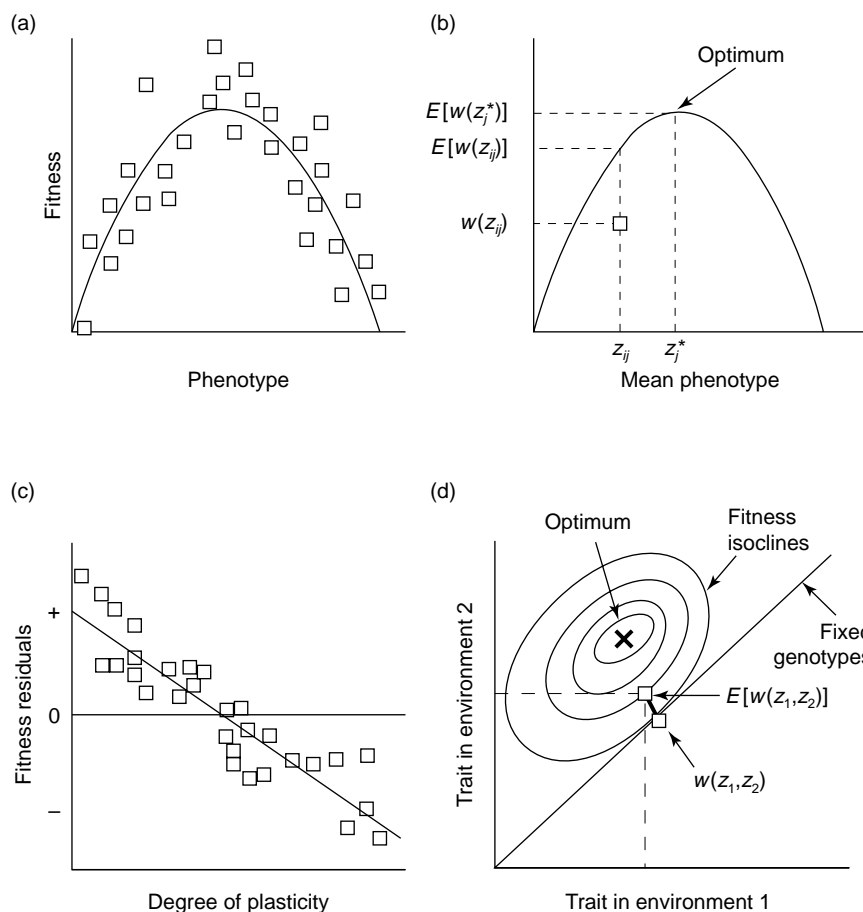 (a)
Fitness
Phenotype
(b)
Optimum
E[w(z_j*)]
E[w(z_ij)]
w(z_ij)
z_ij
z_j*
Mean phenotype
(c)
Fitness residuals
+
0
–
Degree of plasticity
(d)
Optimum
Fitness
isoclines
Fixed
genotypes
E[w(z₁,z₂)]
w(z₁,z₂)
Trait in environment 2
Trait in environment 1